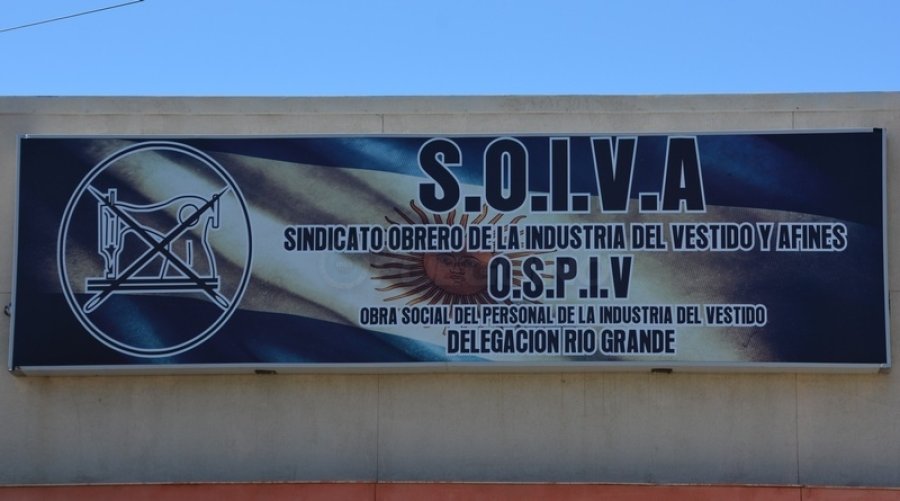 S.O.I.V.A
SINDICATO OBRERO DE LA INDUSTRIA DEL VESTIDO Y AFINES
O.S.P.I.V
OBRA SOCIAL DEL PERSONAL DE LA INDUSTRIA DEL VESTIDO
DELEGACION RIO GRANDE